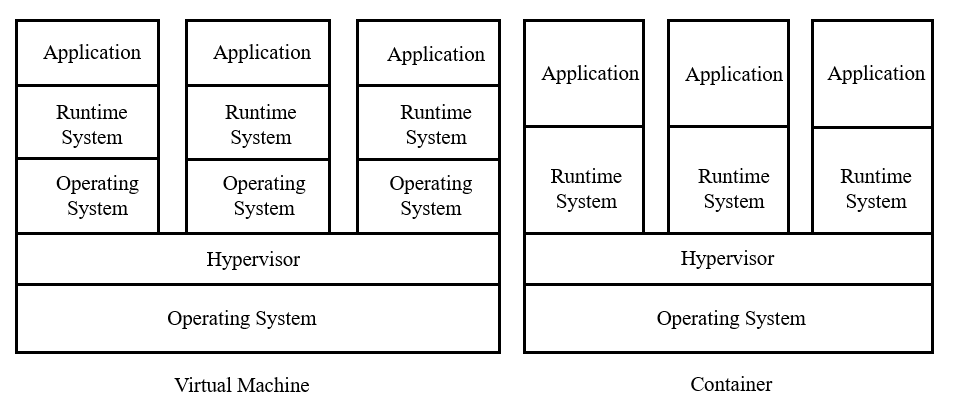 Application
Application
Application
Runtime
System
Runtime
System
Runtime
System
Operating
System
Operating
System
Operating
System
Hypervisor
Operating System
Virtual Machine
Application
Application
Application
Runtime
System
Runtime
System
Runtime
System
Hypervisor
Operating System
Container